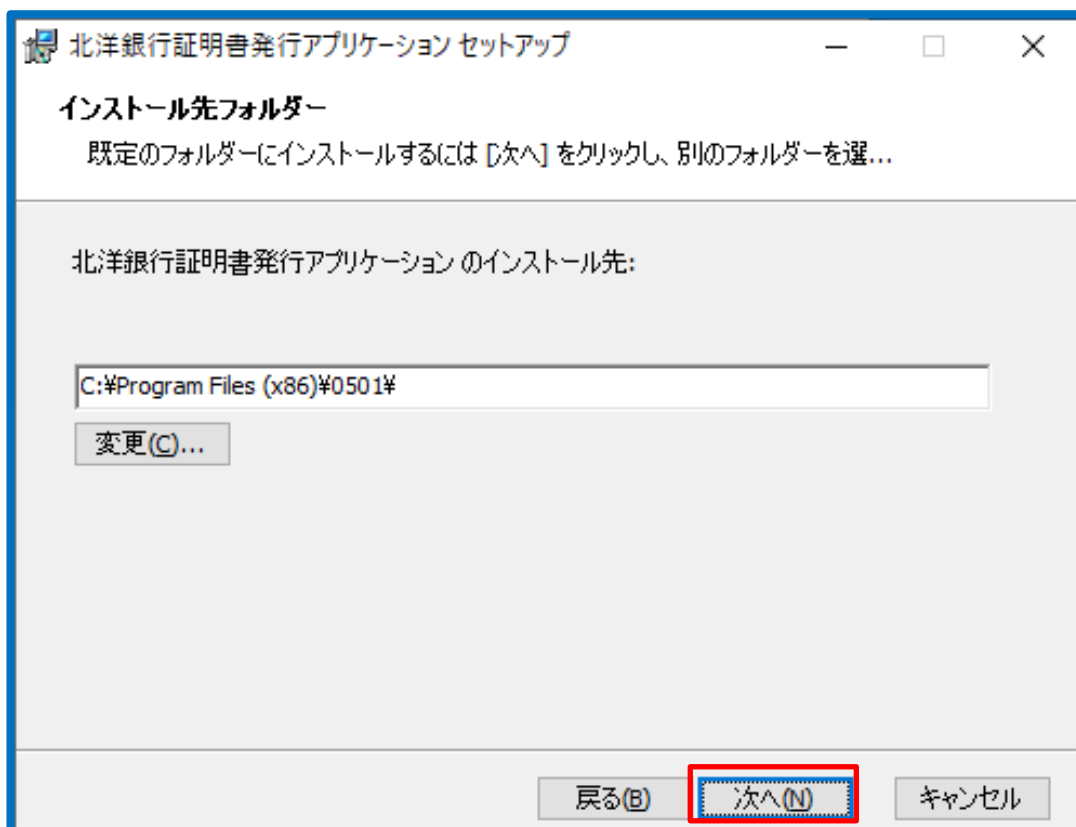 北洋銀行証明書発行アプリケーション セットアップ
インストール先フォルダー
既定のフォルダーにインストールするには [次へ] をクリックし、別のフォルダーを選...
北洋銀行証明書発行アプリケーション のインストール先:
C:¥Program Files (x86)¥0501¥
変更(C)...
戻る(B) 次へ(N) キャンセル